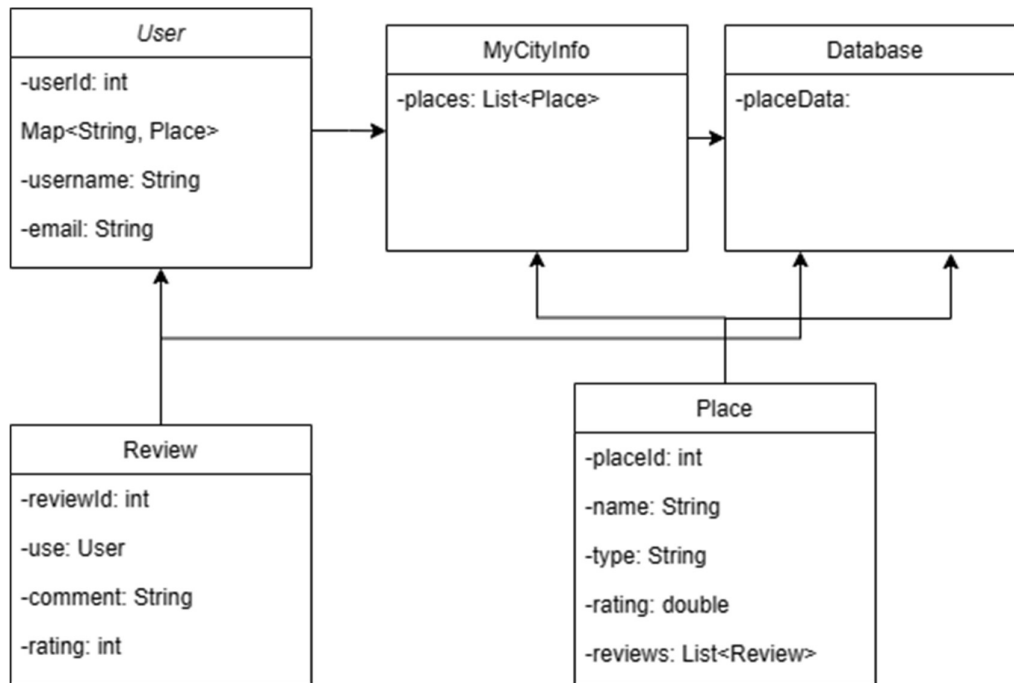 User
-userId: int
Map<String, Place>
-username: String
-email: String
MyCityInfo
-places: List<Place>
Database
-placeData:
Review
-reviewId: int
-use: User
-comment: String
-rating: int
Place
-placeId: int
-name: String
-type: String
-rating: double
-reviews: List<Review>